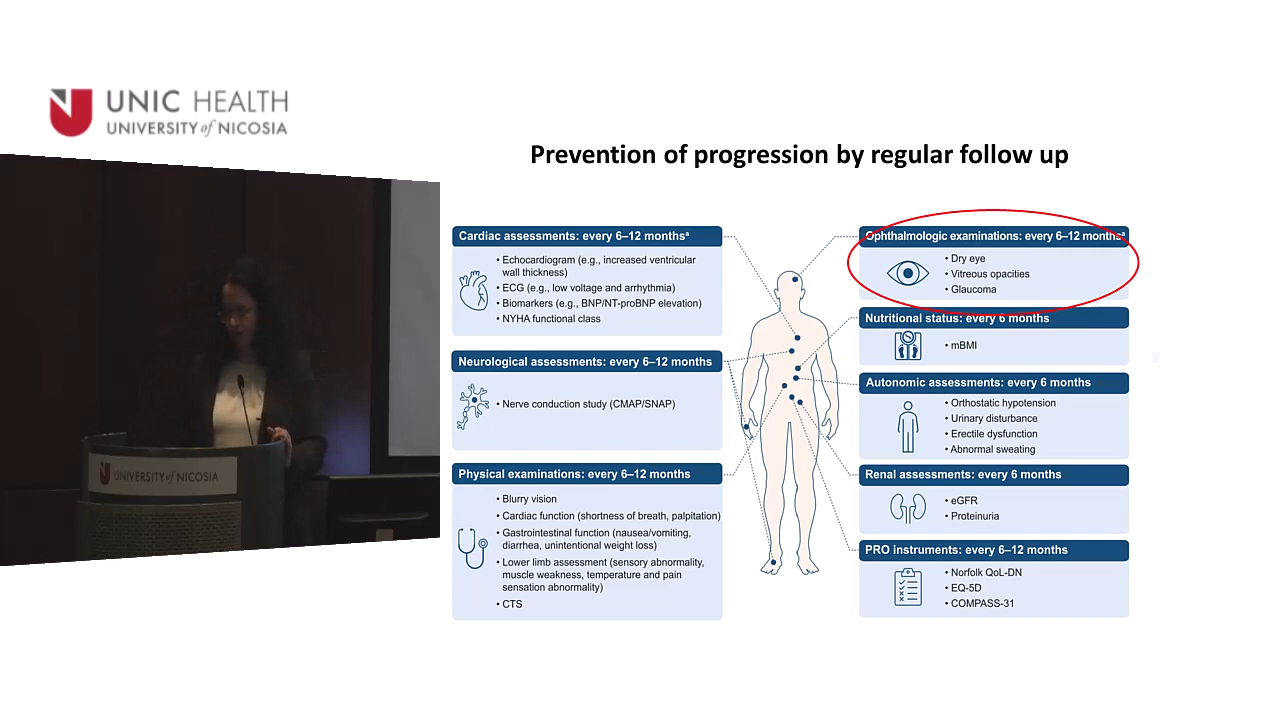 UNIC HEALTH
UNIVERSITY of NICOSIA
Prevention of progression by regular follow up
Cardiac assessments: every 6–12 monthsª
• Echocardiogram (e.g., increased ventricular
wall thickness)
• ECG (e.g., low voltage and arrhythmia)
• Biomarkers (e.g., BNP/NT-proBNP elevation)
• NYHA functional class
Neurological assessments: every 6–12 months
• Nerve conduction study (CMAP/SNAP)
Physical examinations: every 6–12 months
• Blurry vision
• Cardiac function (shortness of breath, palpitation)
• Gastrointestinal function (nausea/vomiting,
diarrhea, unintentional weight loss)
• Lower limb assessment (sensory abnormality,
muscle weakness, temperature and pain
sensation abnormality)
• CTS
Ophthalmologic examinations: every 6–12 monthsª
• Dry eye
• Vitreous opacities
• Glaucoma
Nutritional status: every 6 months
• mBMI
Autonomic assessments: every 6 months
• Orthostatic hypotension
• Urinary disturbance
• Erectile dysfunction
• Abnormal sweating
Renal assessments: every 6 months
• eGFR
• Proteinuria
PRO instruments: every 6–12 months
• Norfolk QoL-DN
• EQ-5D
• COMPASS-31
UNIVERSITY of NICOSIA